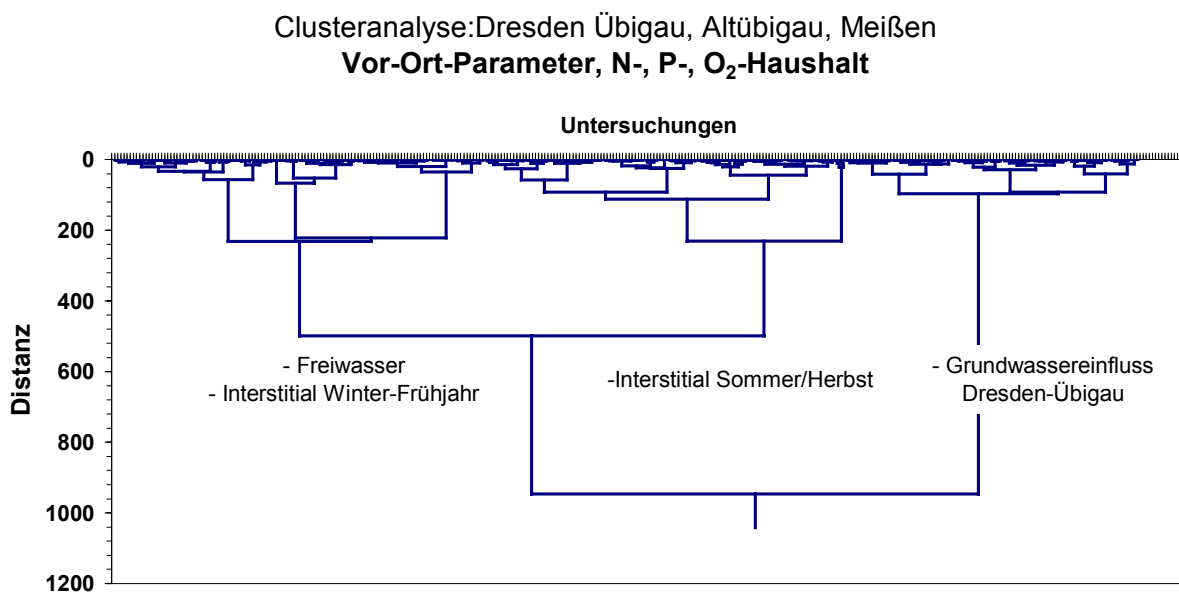 Clusteranalyse:Dresden Übigau, Altübigau, Meißen
Vor-Ort-Parameter, N-, P-, O₂-Haushalt
Untersuchungen
0
200
400
600
800
1000
1200
Distanz
- Freiwasser
- Interstitial Winter-Frühjahr
-Interstitial Sommer/Herbst
- Grundwassereinfluss
Dresden-Übigau